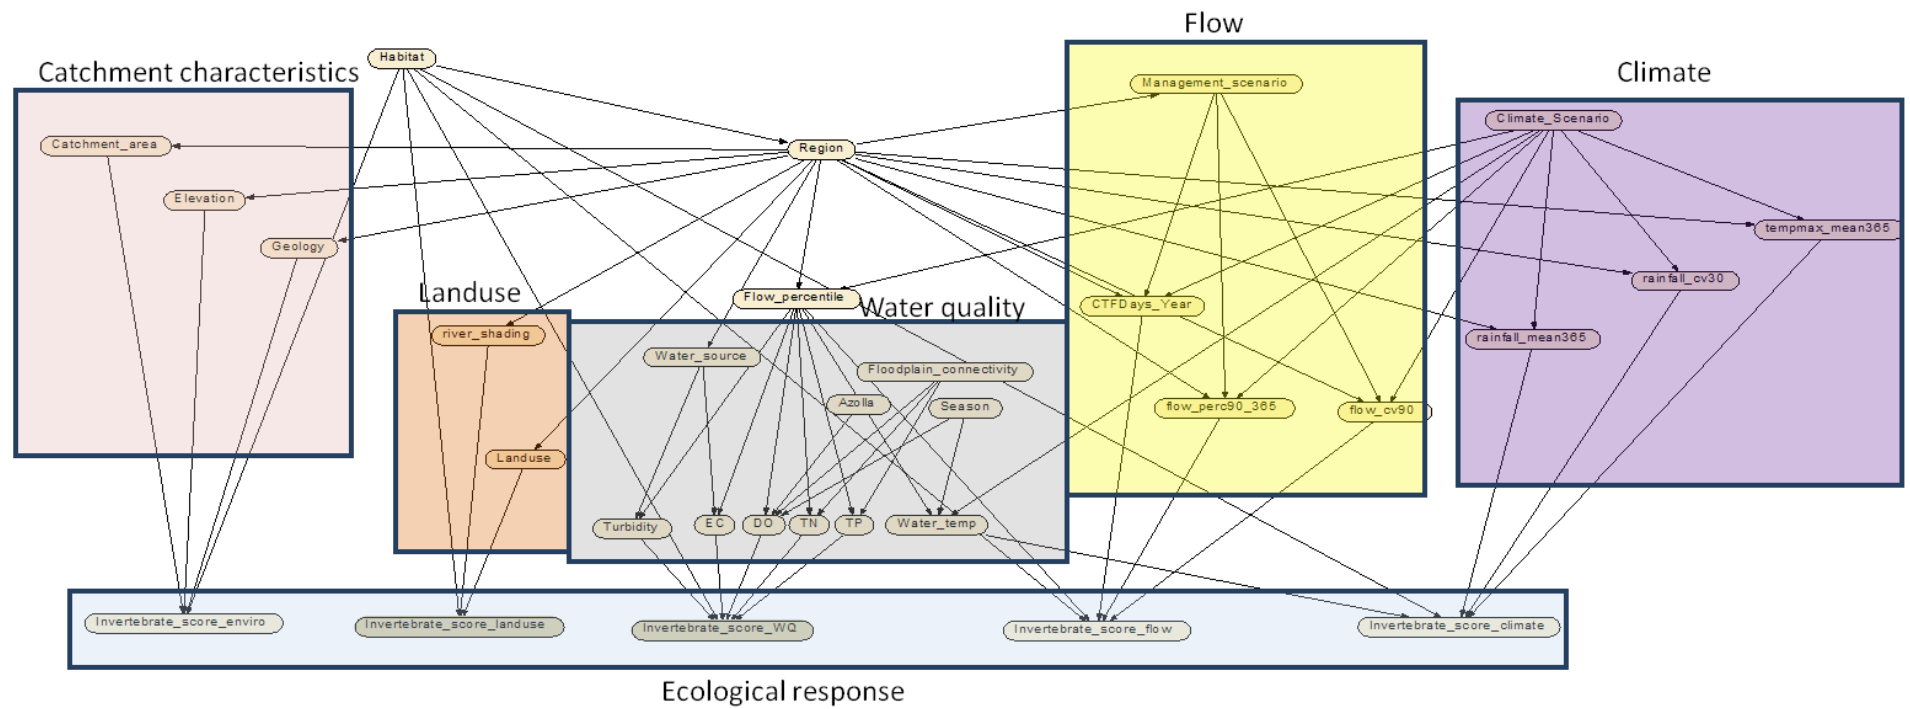 Flow
Catchment characteristics
Habitat
Climate
Management_scenario
Climate_Scenario
Catchment_area
Region
Elevation
Geology
tempmax_mean365
rainfall_cv30
Landuse
Flow_percentile
Water quality
CTFDays_Year
river_shading
rainfall_mean365
Water_source
Floodplain_connectivity
Azolla
Season
flow_perc90_365
flow_cv90
Landuse
Turbidity
EC
DO
TN
TP
Water_temp
Invertebrate_score_enviro
Invertebrate_score_landuse
Invertebrate_score_WQ
Invertebrate_score_flow
Invertebrate_score_climate
Ecological response